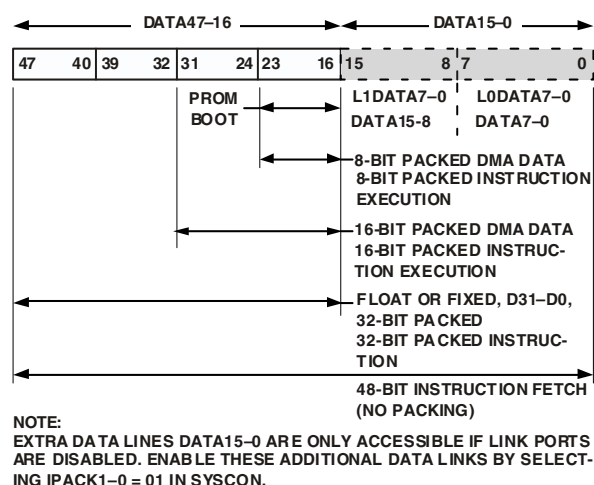 DATA47–16 DATA15–0
47 40 39 32 31 24 23 16 15 8 7 0
PROM BOOT
L1DATA7–0 L0DATA7–0
DATA15-8 DATA7–0
8-BIT PACKED DMA DATA
8-BIT PACKED INSTRUCTION
EXECUTION
16-BIT PACKED DMA DATA
16-BIT PACKED INSTRUC-
TION EXECUTION
FLOAT OR FIXED, D31–D0,
32-BIT PACKED
32-BIT PACKED INSTRUC-
TION
48-BIT INSTRUCTION FETCH
(NO PACKING)
NOTE:
EXTRA DATA LINES DATA15–0 ARE ONLY ACCESSIBLE IF LINK PORTS
ARE DISABLED. ENABLE THESE ADDITIONAL DATA LINKS BY SELECT-
ING IPACK1–0 = 01 IN SYSCON.